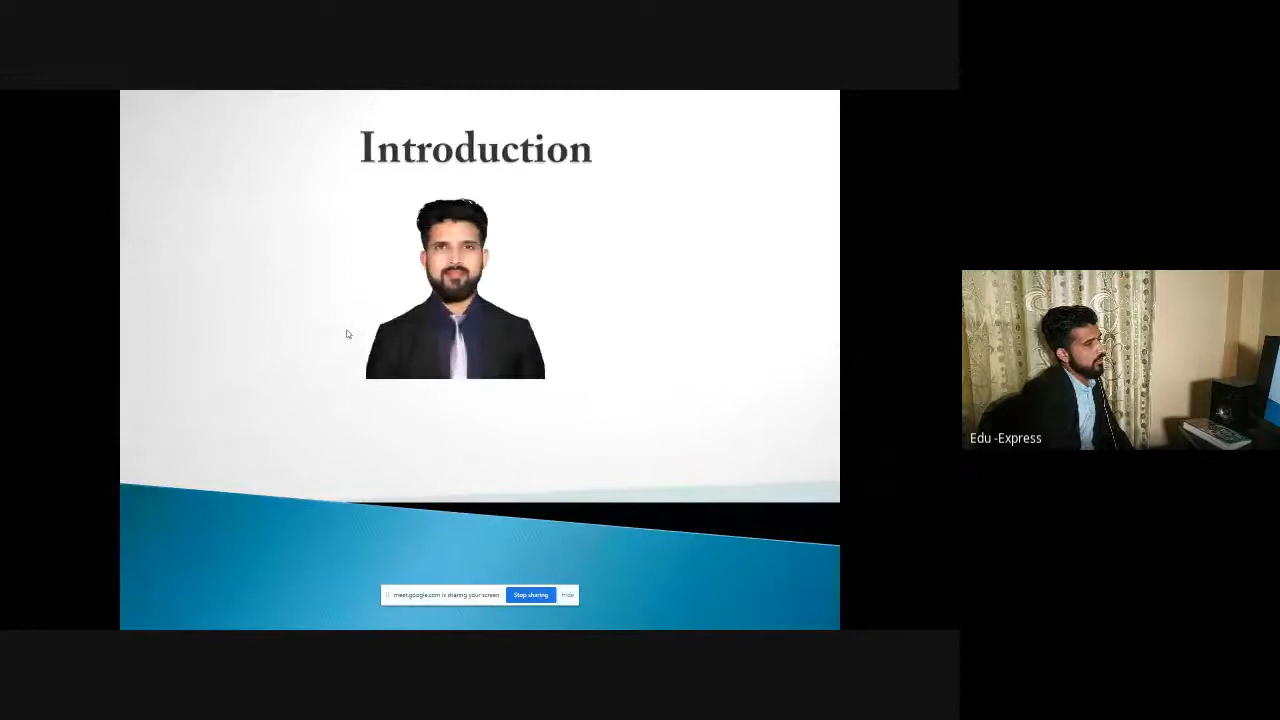 Introduction
Edu -Express
meet.google.com is sharing your screen. Stop sharing Hide